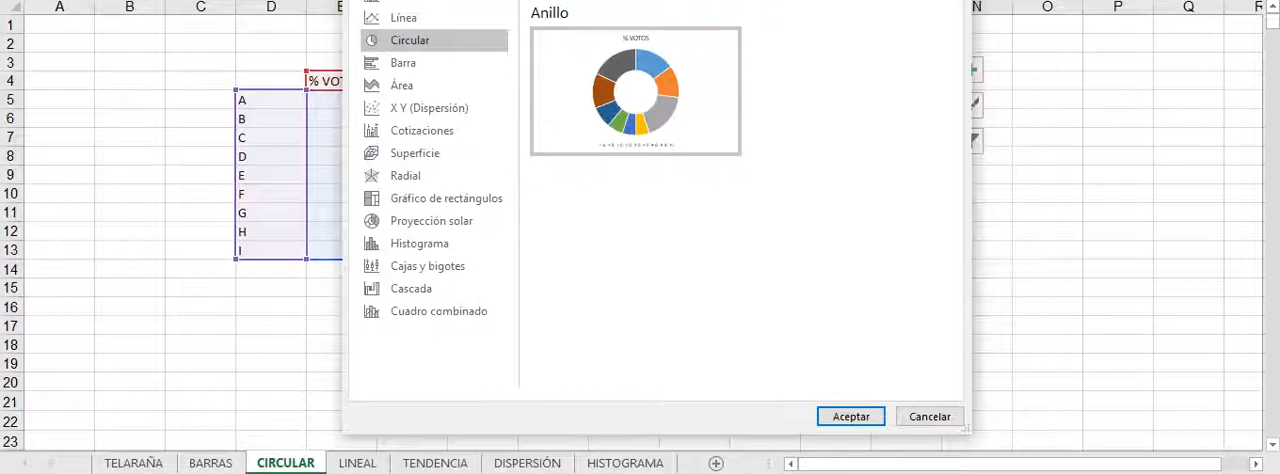 A B C D E N O P Q R
1
2
3
4 % VOT
5 A
6 B
7 C
8 D
9 E
10 F
11 G
12 H
13 I
14
15
16
17
18
19
20
21
22
23
Línea
Circular
Barra
Área
X Y (Dispersión)
Cotizaciones
Superficie
Radial
Gráfico de rectángulos
Proyección solar
Histograma
Cajas y bigotes
Cascada
Cuadro combinado
Anillo
% VOTOS
Aceptar Cancelar
TELARAÑA BARRAS CIRCULAR LINEAL TENDENCIA DISPERSIÓN HISTOGRAMA